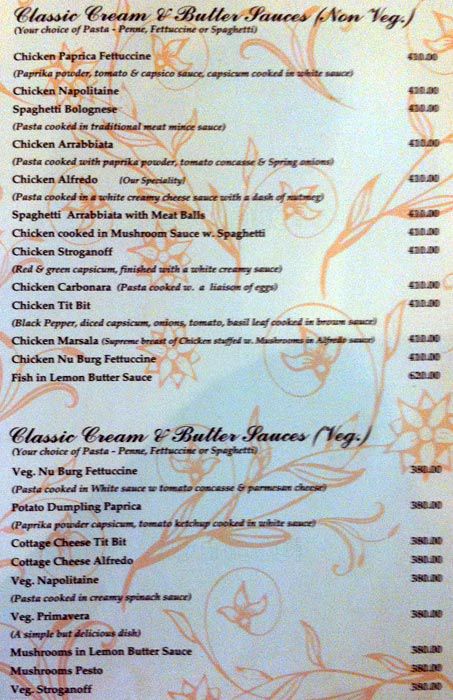 Classic Cream & Butter Sauces (Non Veg.)
(Your choice of Pasta - Penne, Fettuccine or Spaghetti)
Chicken Paprica Fettuccine 410.00
(Paprika powder, tomato & capsico sauce, capsicum cooked in white sauce)
Chicken Napolitaine 410.00
Spaghetti Bolognese 410.00
(Pasta cooked in traditional meat mince sauce)
Chicken Arrabbiata 410.00
(Pasta cooked with paprika powder, tomato concasse & Spring onions)
Chicken Alfredo (Our Speciality) 410.00
(Pasta cooked in a white creamy cheese sauce with a dash of nutmeg)
Spaghetti Arrabbiata with Meat Balls 410.00
Chicken cooked in Mushroom Sauce w. Spaghetti 410.00
Chicken Stroganoff 410.00
(Red & green capsicum, finished with a white creamy sauce)
Chicken Carbonara (Pasta cooked w. a liaison of eggs) 410.00
Chicken Tit Bit 410.00
(Black Pepper, diced capsicum, onions, tomato, basil leaf cooked in brown sauce)
Chicken Marsala (Supreme breast of Chicken stuffed w. Mushrooms in Alfredo sauce) 410.00
Chicken Nu Burg Fettuccine 410.00
Fish in Lemon Butter Sauce 620.00
Classic Cream & Butter Sauces (Veg.)
(Your choice of Pasta - Penne, Fettuccine or Spaghetti)
Veg. Nu Burg Fettuccine 380.00
(Pasta cooked in White sauce w tomato concasse & parmesan cheese)
Potato Dumpling Paprica 380.00
(Paprika powder capsicum, tomato ketchup cooked in white sauce)
Cottage Cheese Tit Bit 380.00
Cottage Cheese Alfredo 380.00
Veg. Napolitaine 380.00
(Pasta cooked in creamy spinach sauce)
Veg. Primavera 380.00
(A simple but delicious dish)
Mushrooms in Lemon Butter Sauce 380.00
Mushrooms Pesto 380.00
Veg. Stroganoff 380.00